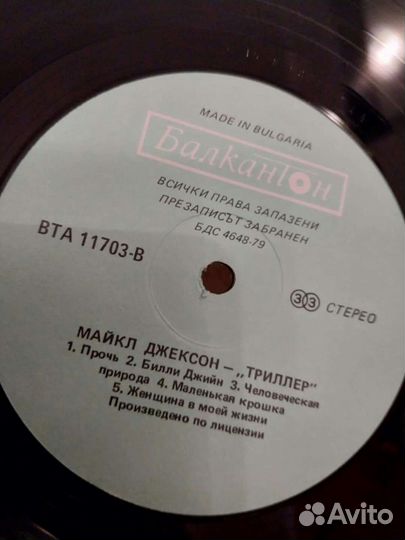 MADE IN BULGARIA
Балкантон
ВСИЧКИ ПРАВА ЗАПАЗЕНИ
ПРЕЗАПИСЪТ ЗАБРАНЕН
БДС 4648-79
ВТА 11703-В
33 СТЕРЕО
МАЙКЛ ДЖЕКСОН – „ТРИЛЛЕР"
1. Прочь 2. Билли Джийн 3. Человеческая
природа 4. Маленькая крошка
5. Женщина в моей жизни
Произведено по лицензии
Avito